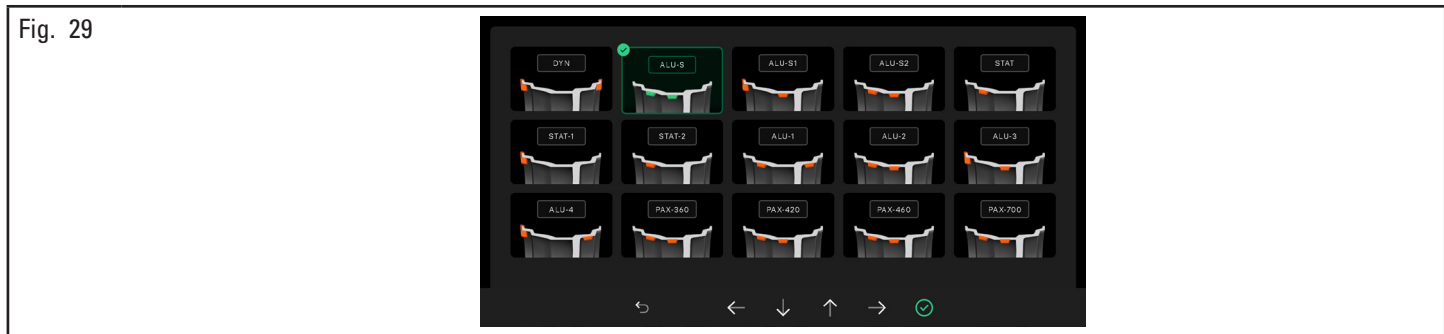 Fig. 29
DYN ALU-S ALU-S1 ALU-S2 STAT
STAT-1 STAT-2 ALU-1 ALU-2 ALU-3
ALU-4 PAX-360 PAX-420 PAX-460 PAX-700